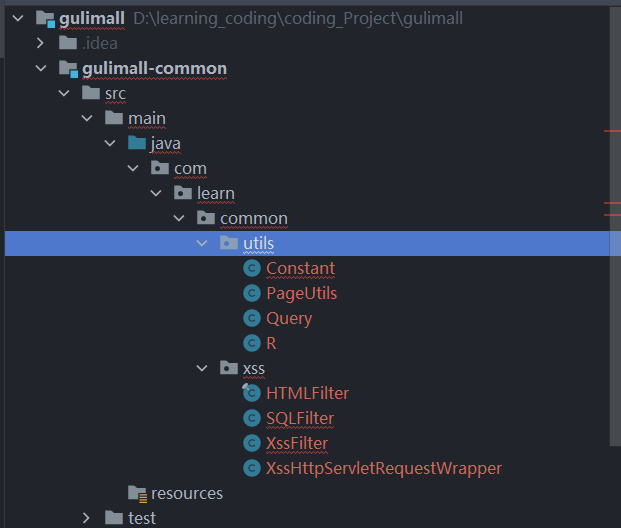 gulimall D:\learning_coding\coding_Project\gulimall
.idea
gulimall-common
src
main
java
com
learn
common
utils
Constant
PageUtils
Query
R
xss
HTMLFilter
SQLFilter
XssFilter
XssHttpServletRequestWrapper
resources
test